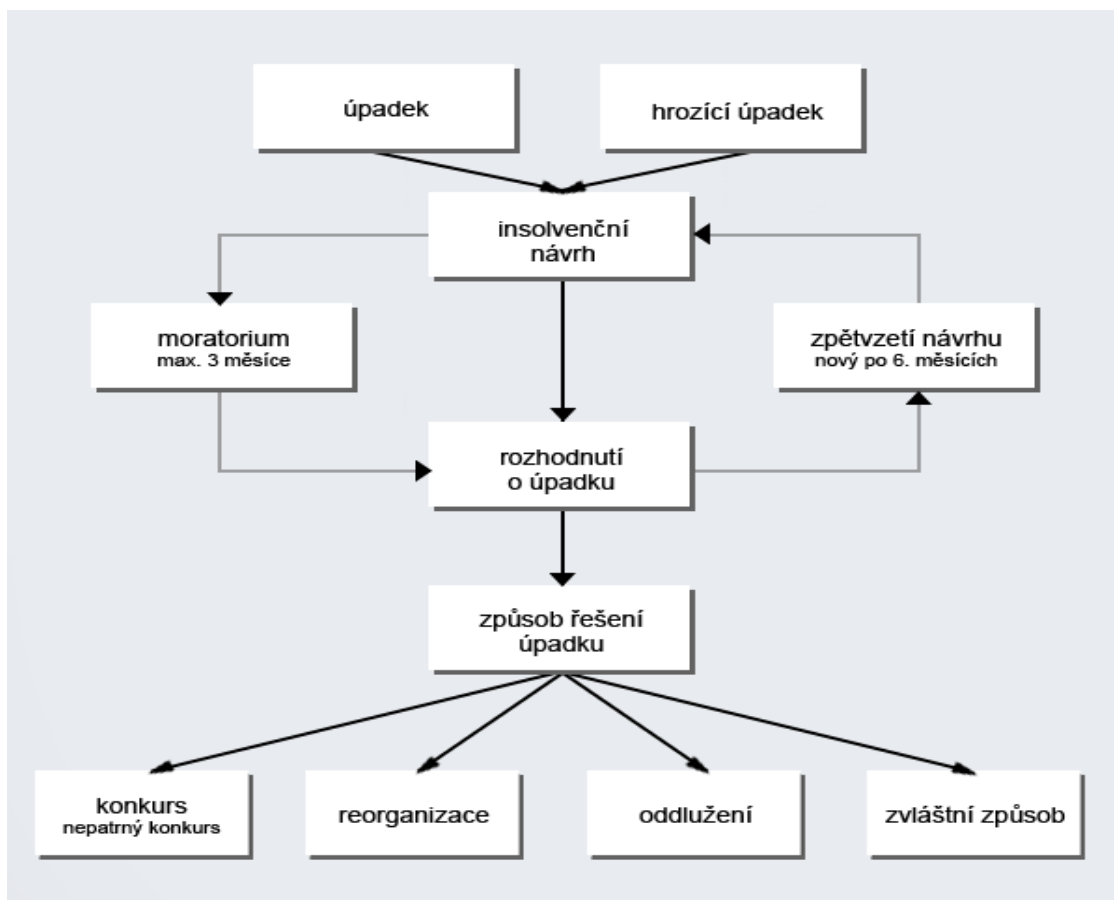 úpadek
hrozící úpadek
insolvenční
návrh
moratorium
max. 3 měsíce
zpětvzetí návrhu
nový po 6. měsících
rozhodnutí
o úpadku
způsob řešení
úpadku
konkurs
nepatrný konkurs
reorganizace
oddlužení
zvláštní způsob